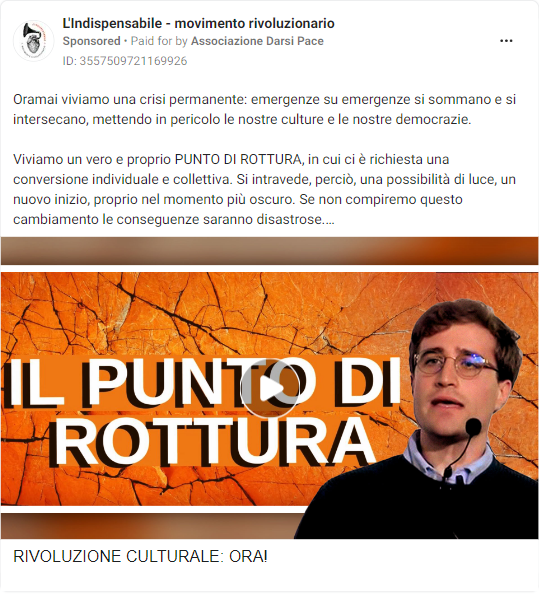 L'Indispensabile - movimento rivoluzionario
Sponsored • Paid for by Associazione Darsi Pace
ID: 3557509721169926
Oramai viviamo una crisi permanente: emergenze su emergenze si sommano e si
intersecano, mettendo in pericolo le nostre culture e le nostre democrazie.
Viviamo un vero e proprio PUNTO DI ROTTURA, in cui ci è richiesta una
conversione individuale e collettiva. Si intravede, perciò, una possibilità di luce, un
nuovo inizio, proprio nel momento più oscuro. Se non compiremo questo
cambiamento le conseguenze saranno disastrose....
IL PUNTO DI
ROTTURA
RIVOLUZIONE CULTURALE: ORA!